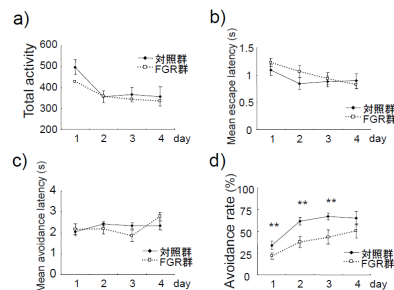 a)
Total activity
600
500
400
300
200
1 2 3 4 day
対照群
FGR群
b)
Mean escape latency (s)
1.5
1
0.5
0
1 2 3 4 day
対照群
FGR群
c)
Mean avoidance latency (s)
4
3
2
1
0
1 2 3 4 day
対照群
FGR群
d)
Avoidance rate (%)
100
75
50
25
0
** ** **
1 2 3 4 day
対照群
FGR群